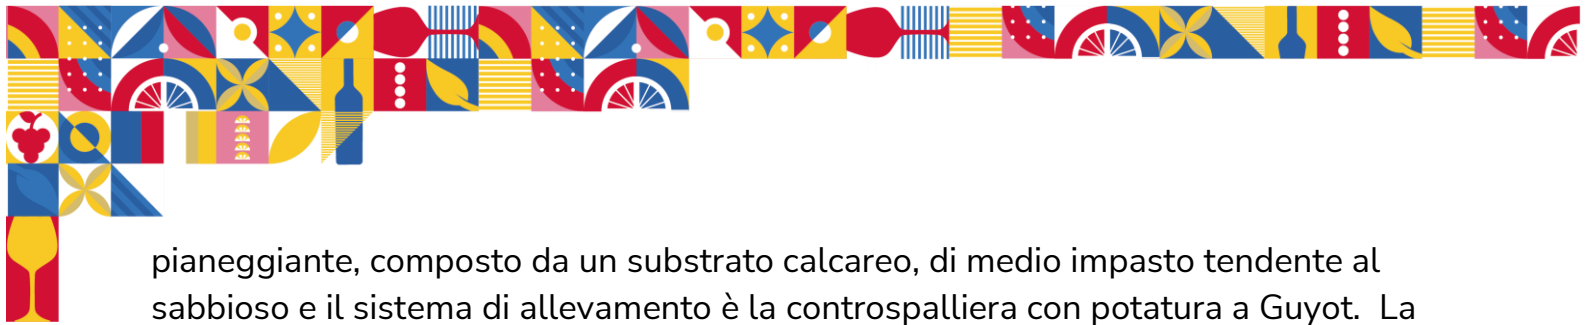 pianeggiante, composto da un substrato calcareo, di medio impasto tendente al
sabbioso e il sistema di allevamento è la controspalliera con potatura a Guyot.  La